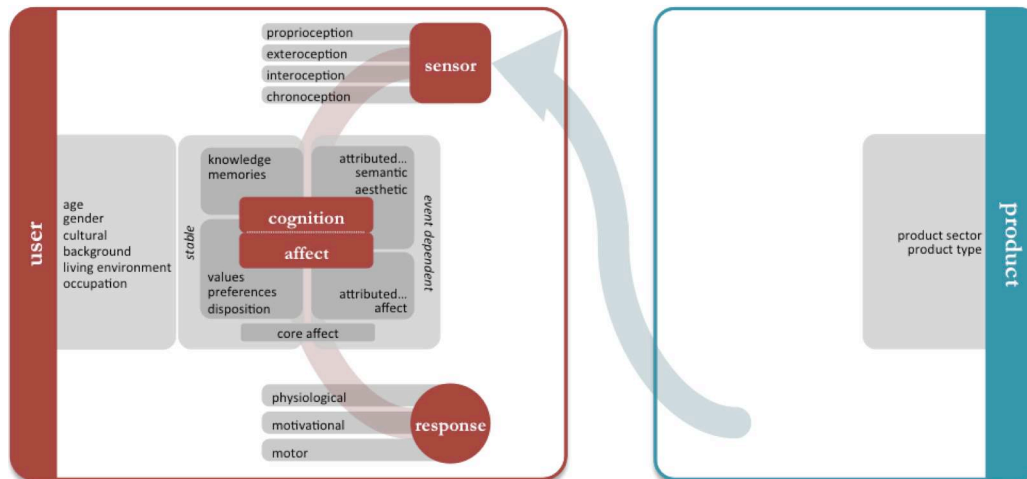 proprioception
exteroception
interoception
chronoception
sensor
user
age
gender
cultural
background
living environment
occupation
stable
knowledge
memories
attributed...
semantic
aesthetic
cognition
affect
values
preferences
disposition
attributed...
affect
event dependent
core affect
physiological
motivational
motor
response
product sector
product type
product